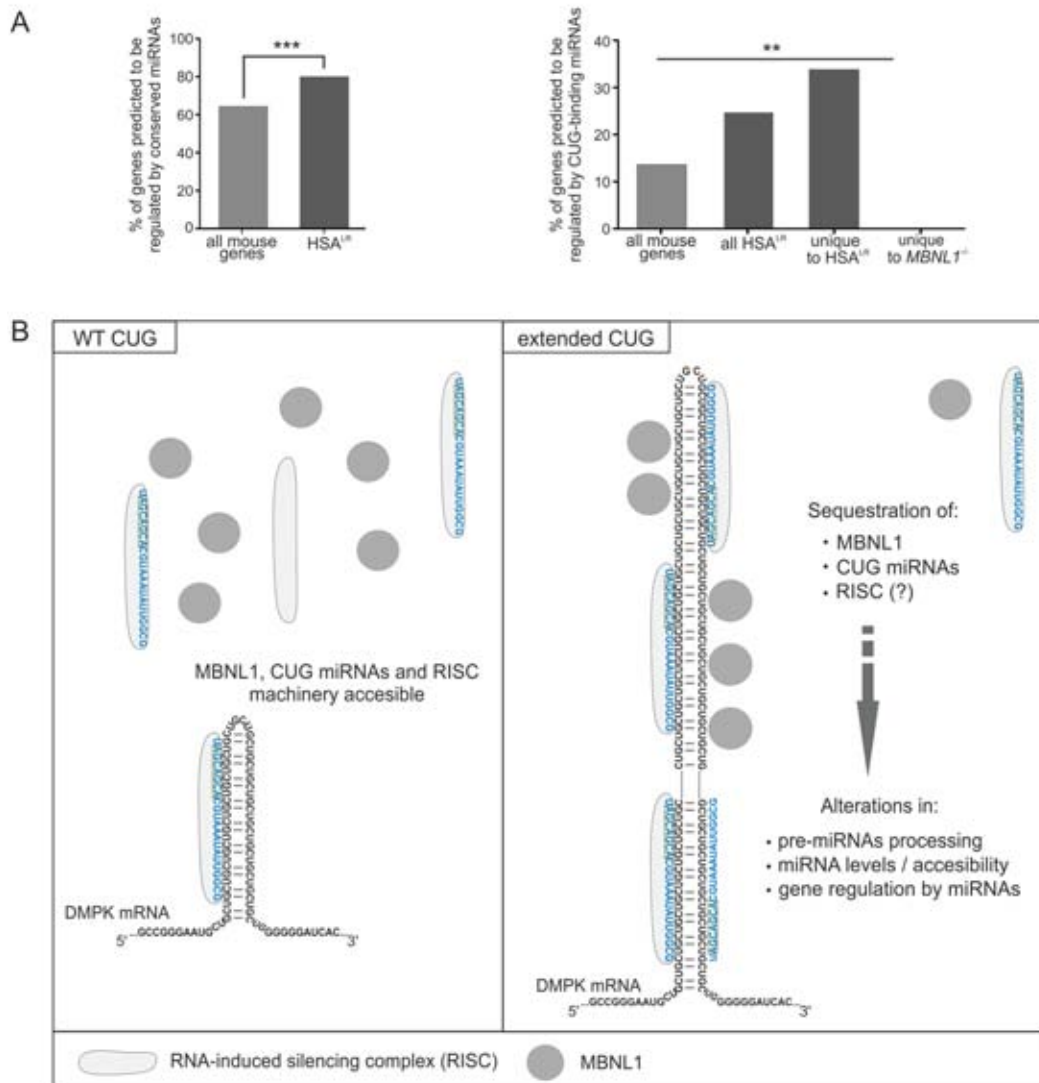 A
% of genes predicted to be
regulated by conserved miRNAs
100
80
60
40
20
0
***
all mouse
genes
HSA^LR
% of genes predicted to be
regulated by CUG-binding miRNAs
40
30
20
10
0
**
all mouse
genes
all HSA^LR
unique
to HSA^LR
unique
to MBNL1^-/-
B
WT CUG
MBNL1, CUG miRNAs and RISC
machinery accesible
DMPK mRNA
5' ...GCCGGGAAUG
GGGGGAUCAC... 3'
extended CUG
Sequestration of:
• MBNL1
• CUG miRNAs
• RISC (?)
Alterations in:
• pre-miRNAs processing
• miRNA levels / accesibility
• gene regulation by miRNAs
DMPK mRNA
5' ...GCCGGGAAUG
GGGGGAUCAC... 3'
RNA-induced silencing complex (RISC)
MBNL1